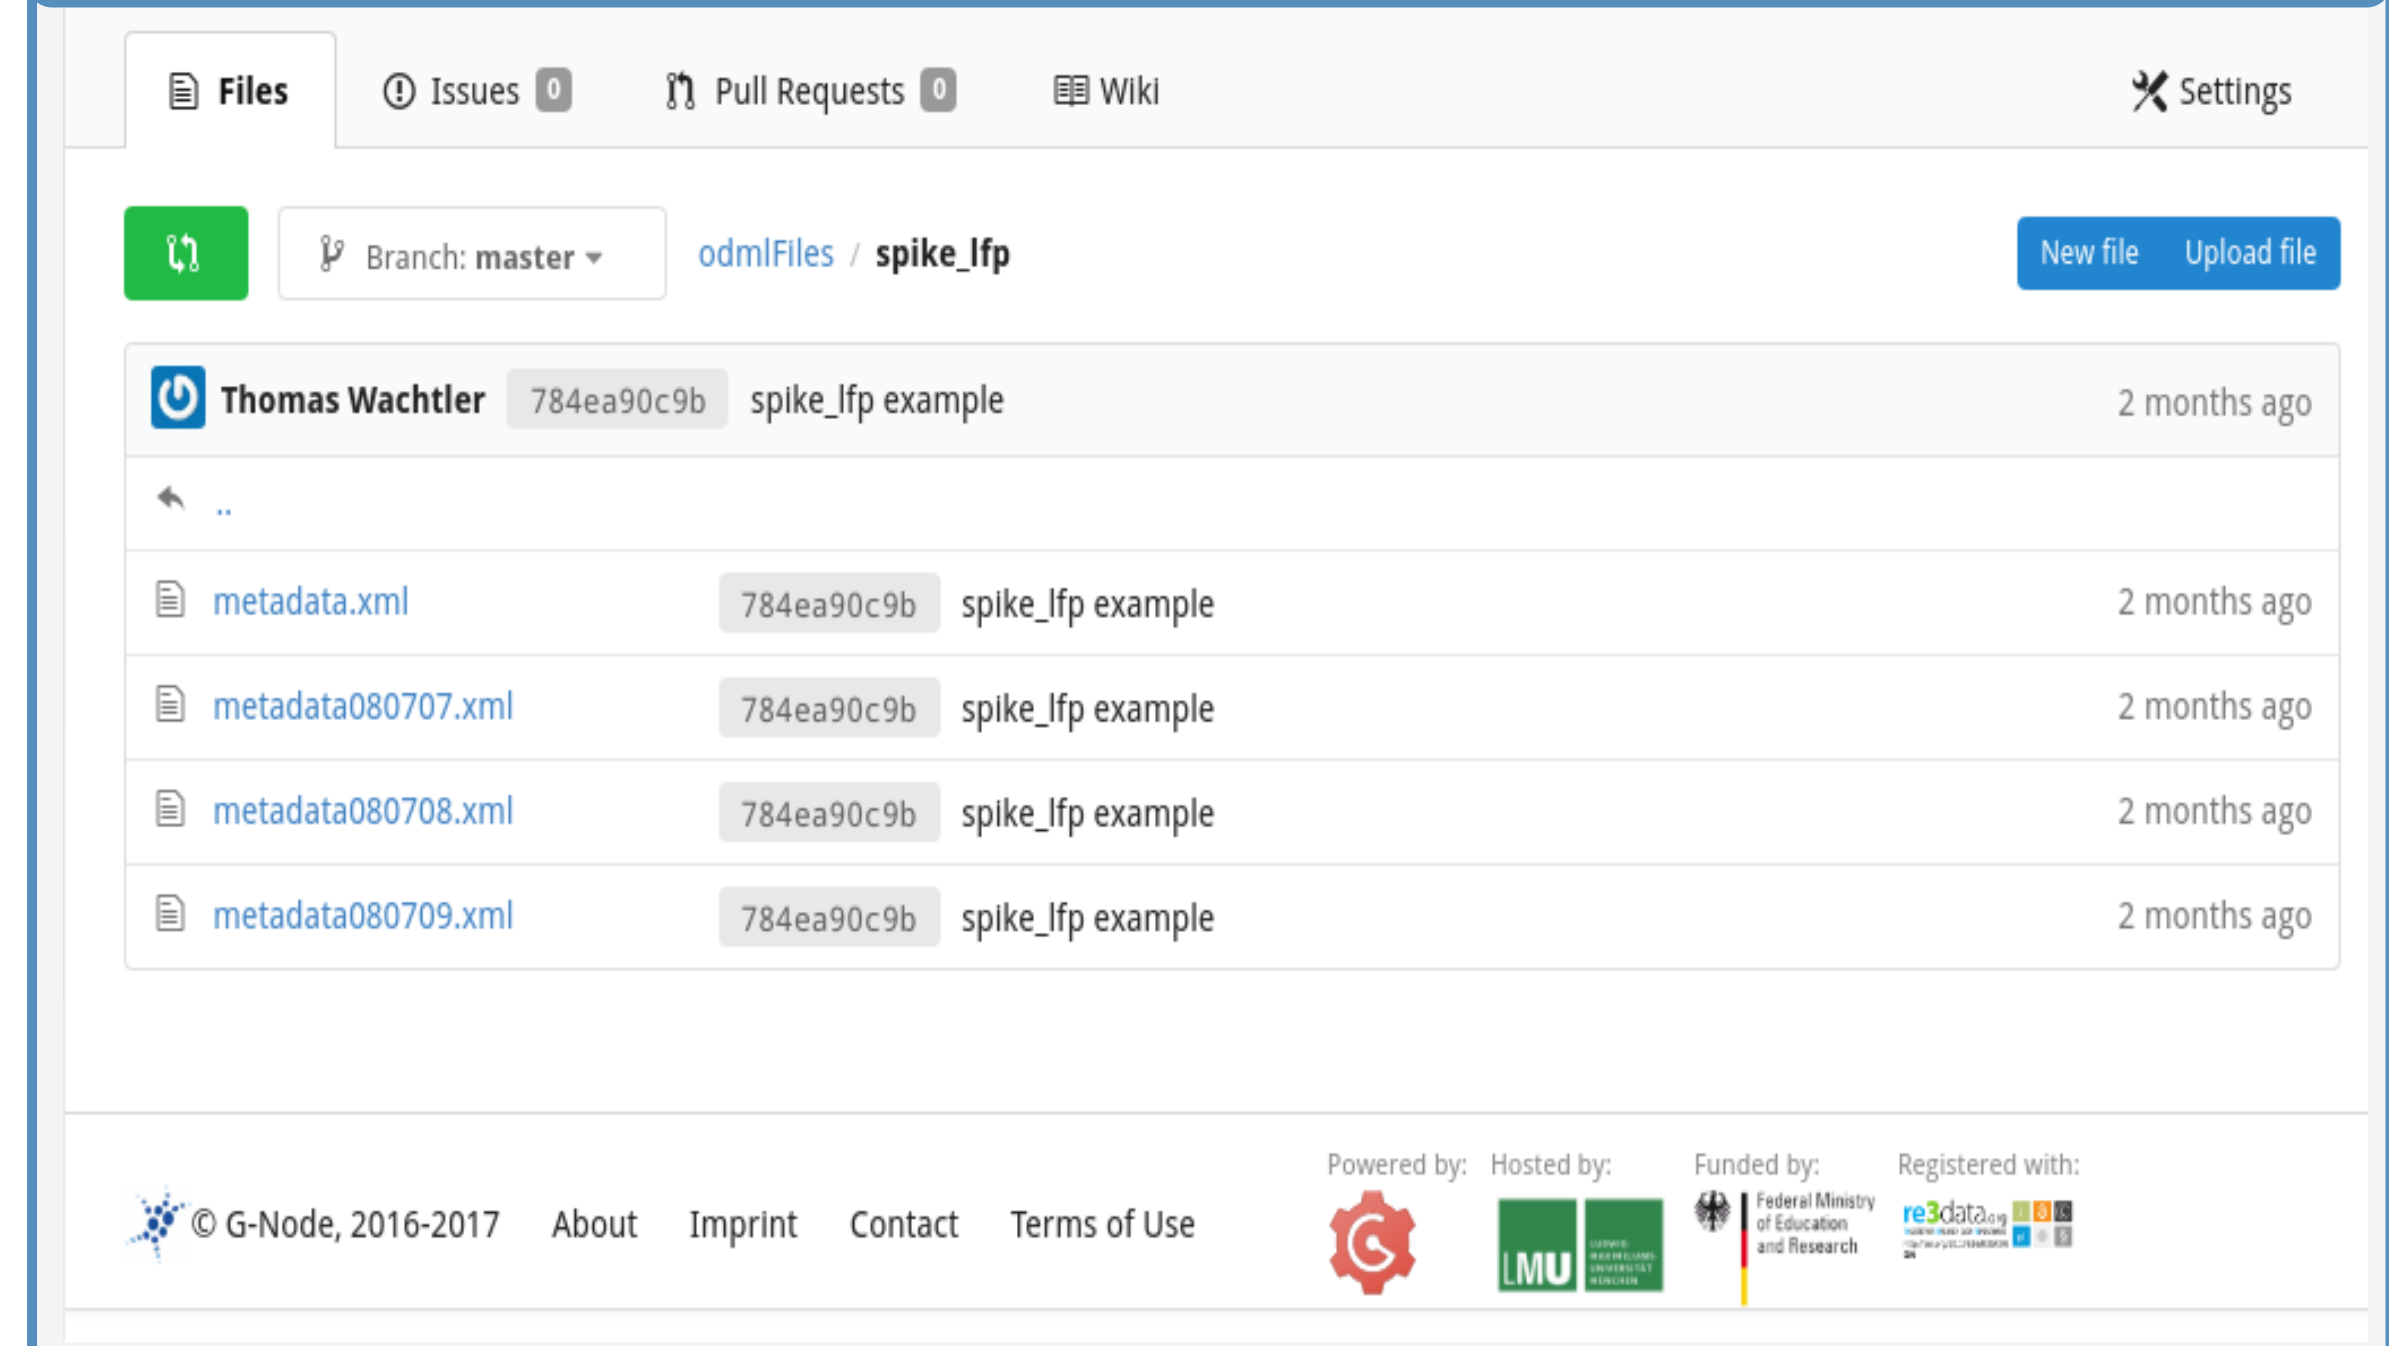 Files Issues 0 Pull Requests 0 Wiki Settings
Branch: master odmlFiles / spike_lfp New file Upload file
Thomas Wachtler 784ea90c9b spike_lfp example 2 months ago
..
metadata.xml 784ea90c9b spike_lfp example 2 months ago
metadata080707.xml 784ea90c9b spike_lfp example 2 months ago
metadata080708.xml 784ea90c9b spike_lfp example 2 months ago
metadata080709.xml 784ea90c9b spike_lfp example 2 months ago
Powered by: Hosted by: Funded by: Registered with:
© G-Node, 2016-2017 About Imprint Contact Terms of Use
LMU
LUDWIG-
MAXIMILIANS-
UNIVERSITÄT
MÜNCHEN
Federal Ministry
of Education
and Research
re3data.org